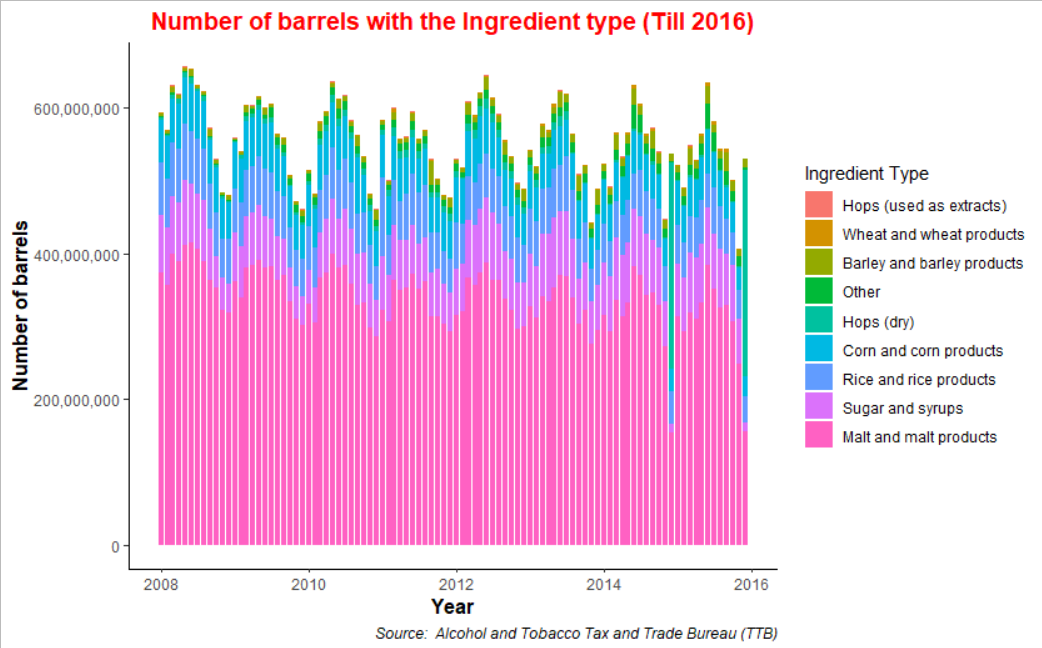 Number of barrels with the Ingredient type (Till 2016)
Number of barrels
600,000,000
400,000,000
200,000,000
0
2008
2010
2012
2014
2016
Year
Source:  Alcohol and Tobacco Tax and Trade Bureau (TTB)
Ingredient Type
Hops (used as extracts)
Wheat and wheat products
Barley and barley products
Other
Hops (dry)
Corn and corn products
Rice and rice products
Sugar and syrups
Malt and malt products